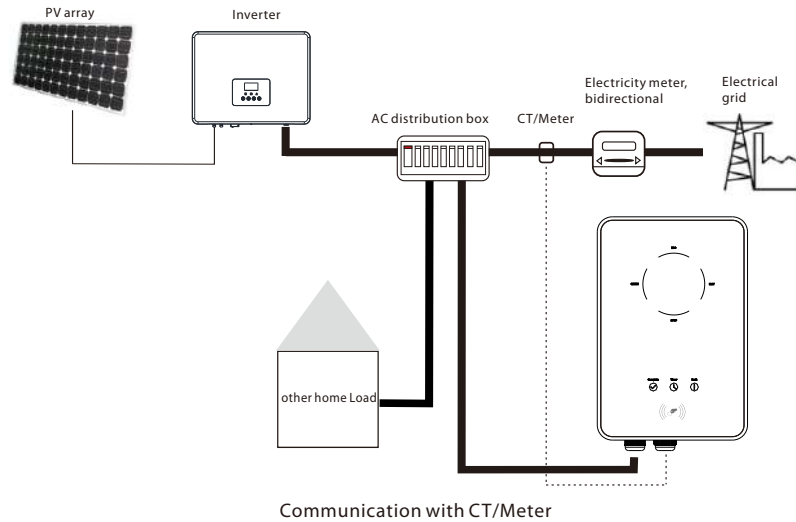 PV array
Inverter
Electricity meter,
bidirectional
Electrical
grid
AC distribution box
CT/Meter
other home Load
Communication with CT/Meter